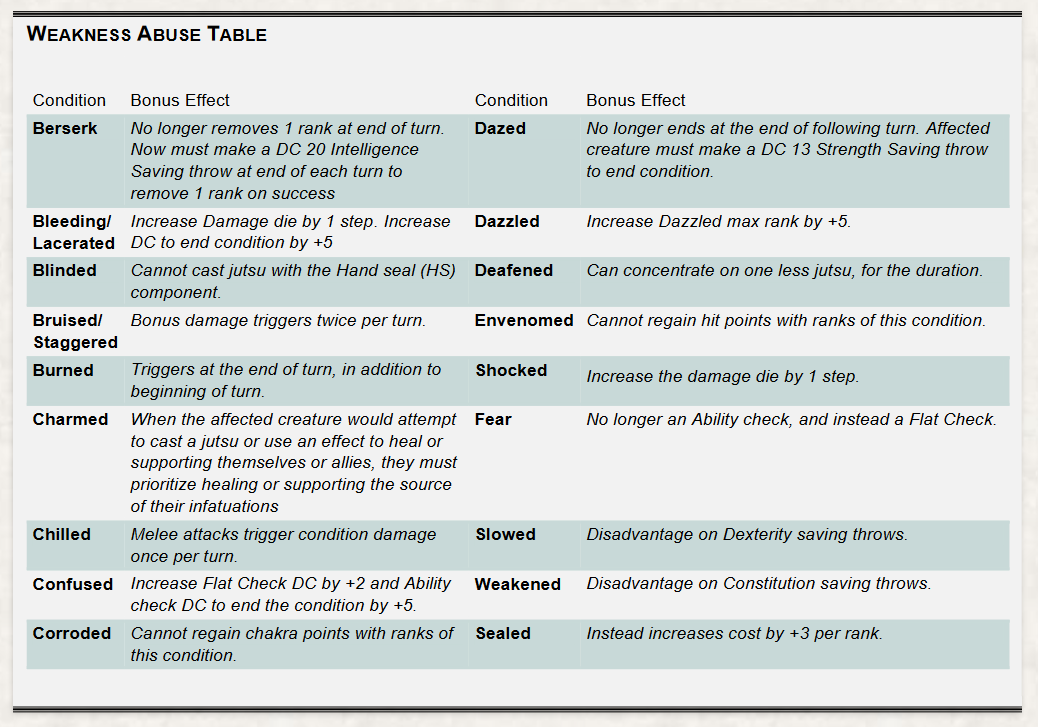 WEAKNESS ABUSE TABLE
Condition Bonus Effect Condition Bonus Effect
Berserk No longer removes 1 rank at end of turn. Dazed No longer ends at the end of following turn. Affected
Now must make a DC 20 Intelligence creature must make a DC 13 Strength Saving throw
Saving throw at end of each turn to to end condition.
remove 1 rank on success
Bleeding/ Increase Damage die by 1 step. Increase Dazzled Increase Dazzled max rank by +5.
Lacerated DC to end condition by +5
Blinded Cannot cast jutsu with the Hand seal (HS) Deafened Can concentrate on one less jutsu, for the duration.
component.
Bruised/ Bonus damage triggers twice per turn. Envenomed Cannot regain hit points with ranks of this condition.
Staggered
Burned Triggers at the end of turn, in addition to Shocked Increase the damage die by 1 step.
beginning of turn.
Charmed When the affected creature would attempt Fear No longer an Ability check, and instead a Flat Check.
to cast a jutsu or use an effect to heal or
supporting themselves or allies, they must
prioritize healing or supporting the source
of their infatuations
Chilled Melee attacks trigger condition damage Slowed Disadvantage on Dexterity saving throws.
once per turn.
Confused Increase Flat Check DC by +2 and Ability Weakened Disadvantage on Constitution saving throws.
check DC to end the condition by +5.
Corroded Cannot regain chakra points with ranks of Sealed Instead increases cost by +3 per rank.
this condition.